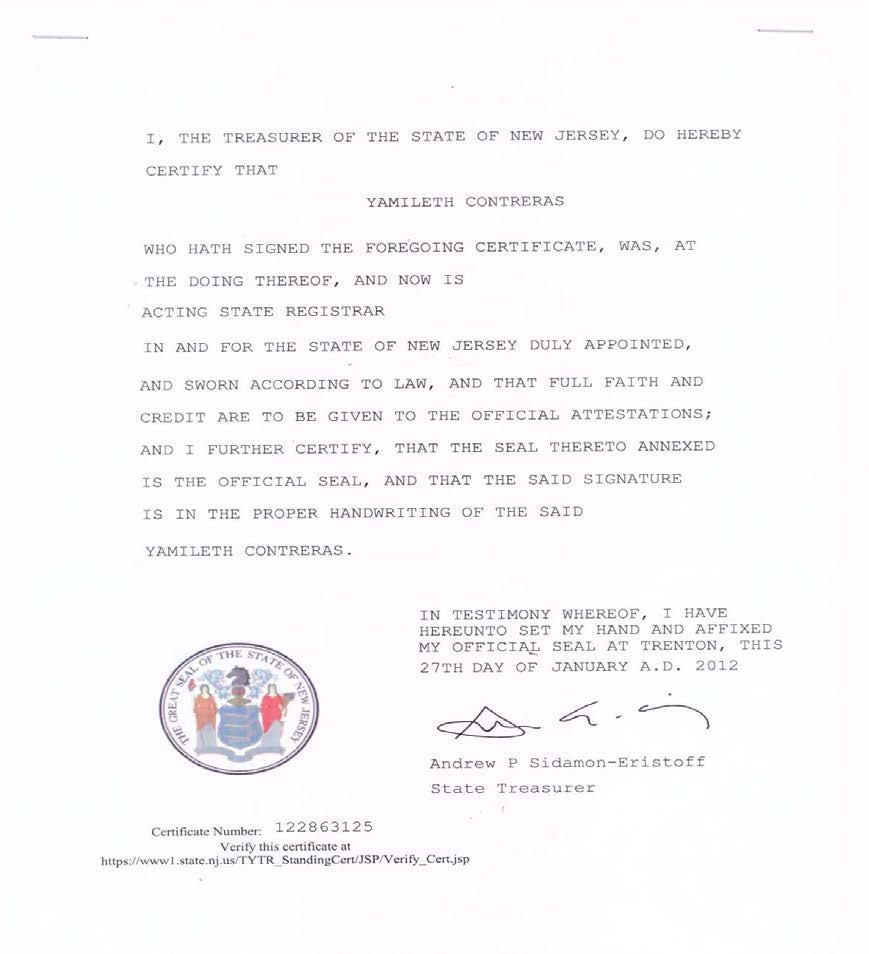 I, THE TREASURER OF THE STATE OF NEW JERSEY, DO HEREBY
CERTIFY THAT
YAMILETH CONTRERAS
WHO HATH SIGNED THE FOREGOING CERTIFICATE, WAS, AT
THE DOING THEREOF, AND NOW IS
ACTING STATE REGISTRAR
IN AND FOR THE STATE OF NEW JERSEY DULY APPOINTED,
AND SWORN ACCORDING TO LAW, AND THAT FULL FAITH AND
CREDIT ARE TO BE GIVEN TO THE OFFICIAL ATTESTATIONS;
AND I FURTHER CERTIFY, THAT THE SEAL THERETO ANNEXED
IS THE OFFICIAL SEAL, AND THAT THE SAID SIGNATURE
IS IN THE PROPER HANDWRITING OF THE SAID
YAMILETH CONTRERAS.
IN TESTIMONY WHEREOF, I HAVE
HEREUNTO SET MY HAND AND AFFIXED
MY OFFICIAL SEAL AT TRENTON, THIS
27TH DAY OF JANUARY A.D. 2012
THE GREAT SEAL OF THE STATE OF NEW JERSEY
Andrew P Sidamon-Eristoff
State Treasurer
Certificate Number: 122863125
Verify this certificate at
https://www1.state.nj.us/TYTR_StandingCert/JSP/Verify_Cert.jsp